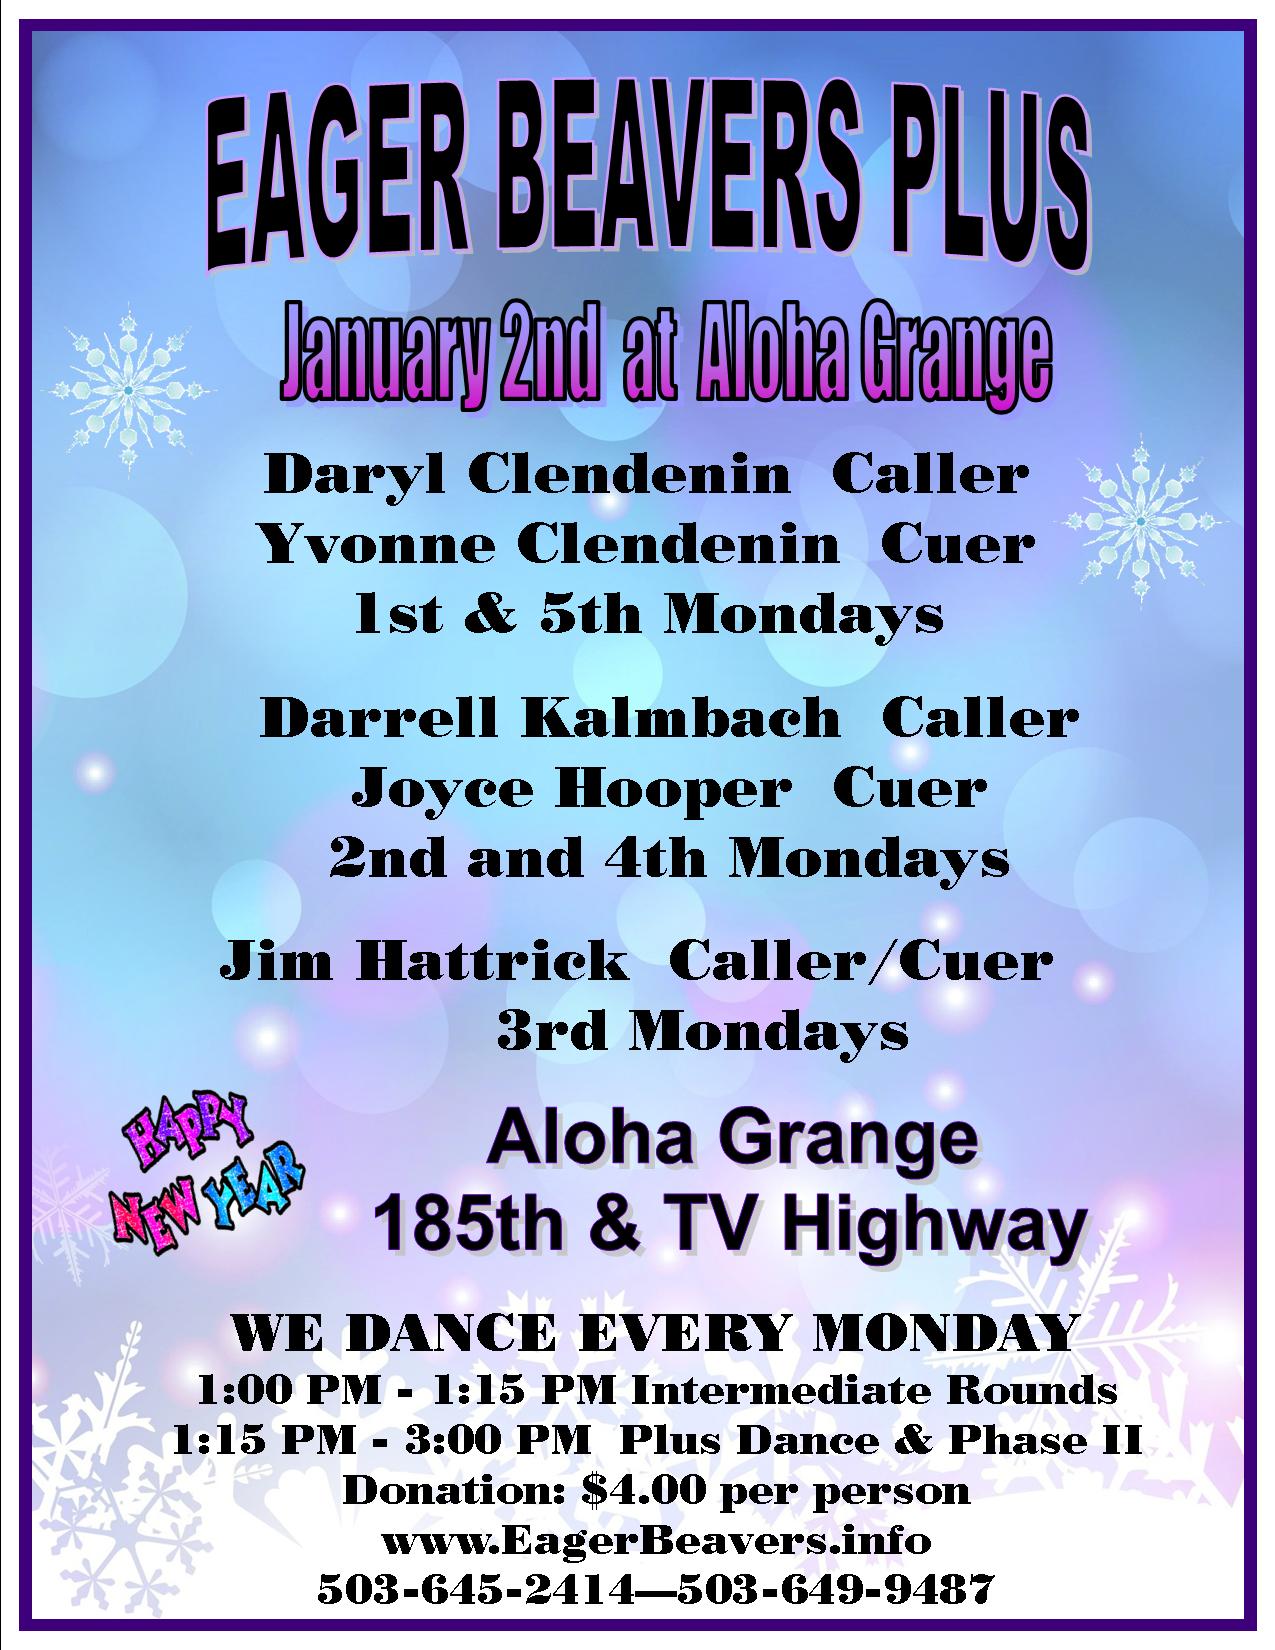 EAGER BEAVERS PLUS
January 2nd at Aloha Grange
Daryl Clendenin Caller
Yvonne Clendenin Cuer
1st & 5th Mondays
Darrell Kalmbach Caller
Joyce Hooper Cuer
2nd and 4th Mondays
Jim Hattrick Caller/Cuer
3rd Mondays
HAPPY
NEW YEAR
Aloha Grange
185th & TV Highway
WE DANCE EVERY MONDAY
1:00 PM - 1:15 PM Intermediate Rounds
1:15 PM - 3:00 PM Plus Dance & Phase II
Donation: $4.00 per person
www.EagerBeavers.info
503-645-2414—503-649-9487